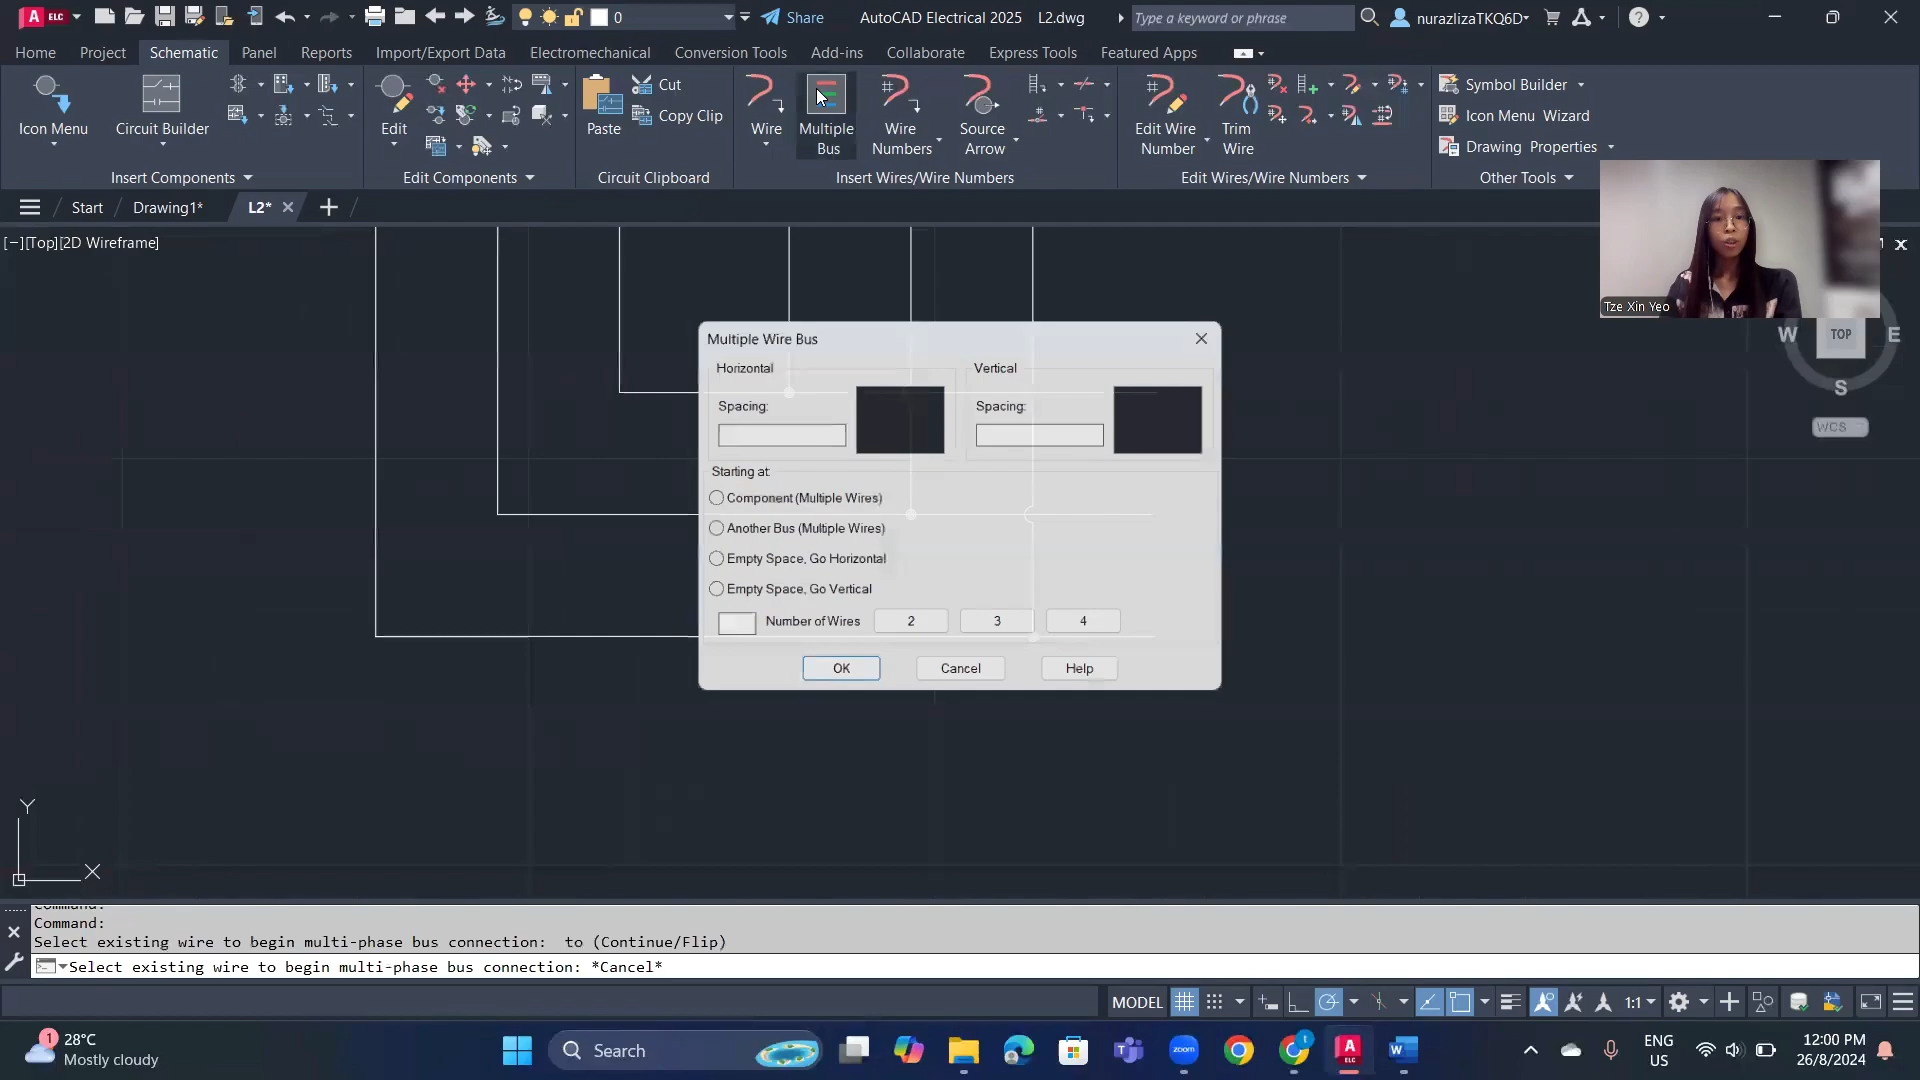 A ELC
0
Share
AutoCAD Electrical 2025 L2.dwg
Type a keyword or phrase
nurazlizaTKQ6D
Home Project Schematic Panel Reports Import/Export Data Electromechanical Conversion Tools Add-ins Collaborate Express Tools Featured Apps
Icon Menu
Circuit Builder
Insert Components
Edit
Edit Components
Paste
Cut
Copy Clip
Circuit Clipboard
Wire
Multiple
Bus
Wire
Numbers
Source
Arrow
Insert Wires/Wire Numbers
Edit Wire
Number
Trim
Wire
Edit Wires/Wire Numbers
Symbol Builder
Icon Menu Wizard
Drawing Properties
Other Tools
Start
Drawing1*
L2*
[−][Top][2D Wireframe]
Tze Xin Yeo
W TOP E
S
WCS
Multiple Wire Bus
Horizontal
Spacing:
Vertical
Spacing:
Starting at:
Component (Multiple Wires)
Another Bus (Multiple Wires)
Empty Space, Go Horizontal
Empty Space, Go Vertical
Number of Wires 2 3 4
OK Cancel Help
Y
X
Command:
Command:
Select existing wire to begin multi-phase bus connection:  to (Continue/Flip)
Select existing wire to begin multi-phase bus connection: *Cancel*
MODEL
1:1
1
28°C
Mostly cloudy
Search
zoom
A ELC
W
ENG
US
12:00 PM
26/8/2024